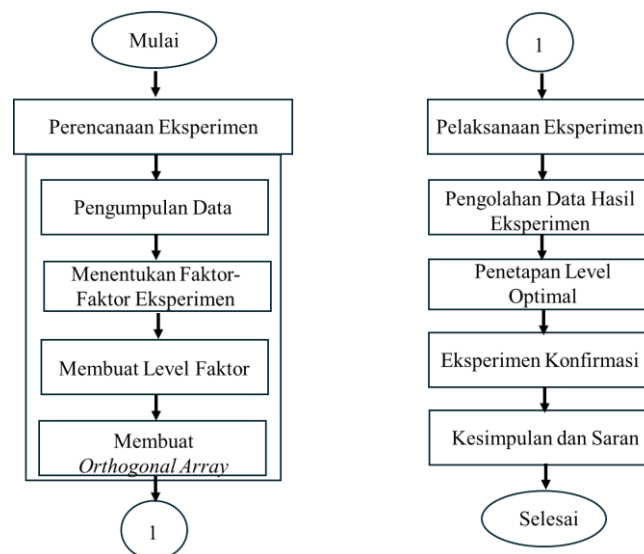 Mulai
Perencanaan Eksperimen
Pengumpulan Data
Menentukan Faktor-
Faktor Eksperimen
Membuat Level Faktor
Membuat
Orthogonal Array
1
1
Pelaksanaan Eksperimen
Pengolahan Data Hasil
Eksperimen
Penetapan Level
Optimal
Eksperimen Konfirmasi
Kesimpulan dan Saran
Selesai